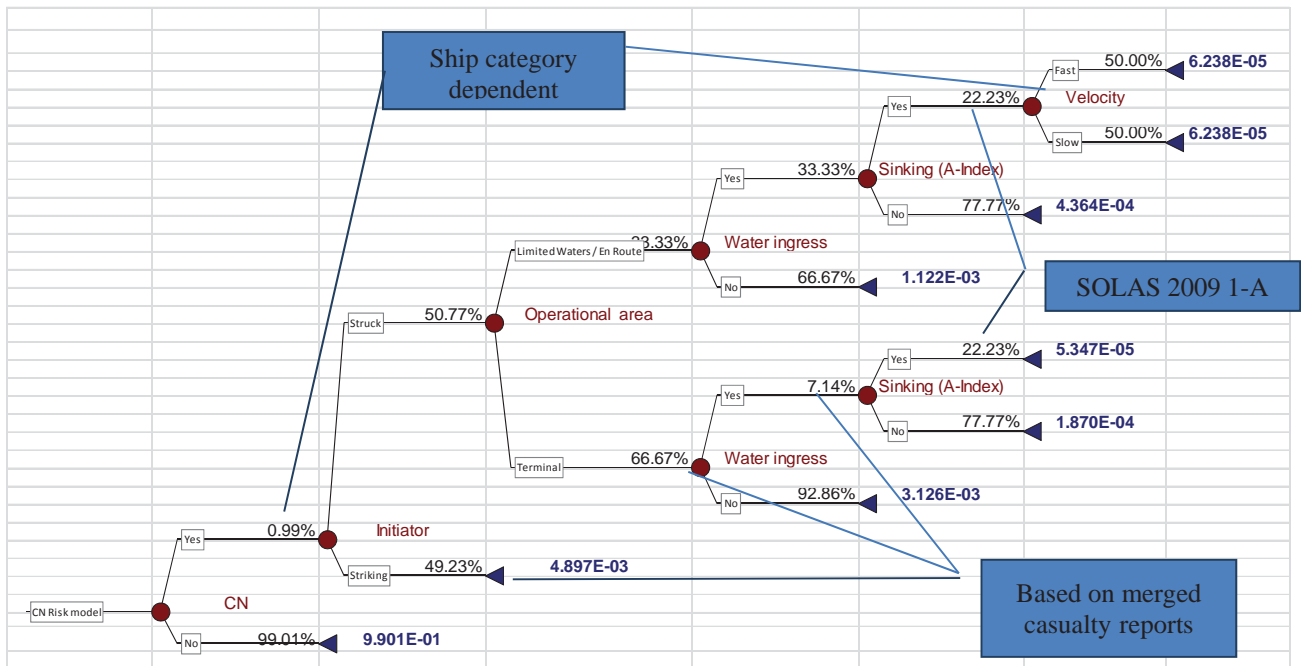 Ship category
dependent
Fast 50.00% 6.238E-05
Yes 22.23% Velocity
Slow 50.00% 6.238E-05
Yes 33.33% Sinking (A-Index)
No 77.77% 4.364E-04
Limited Waters / En Route 33.33% Water ingress
No 66.67% 1.122E-03
SOLAS 2009 1-A
Struck 50.77% Operational area
Yes 22.23% 5.347E-05
Yes 7.14% Sinking (A-Index)
No 77.77% 1.870E-04
Terminal 66.67% Water ingress
No 92.86% 3.126E-03
Yes 0.99% Initiator
Striking 49.23% 4.897E-03
Based on merged
casualty reports
CN Risk model CN
No 99.01% 9.901E-01